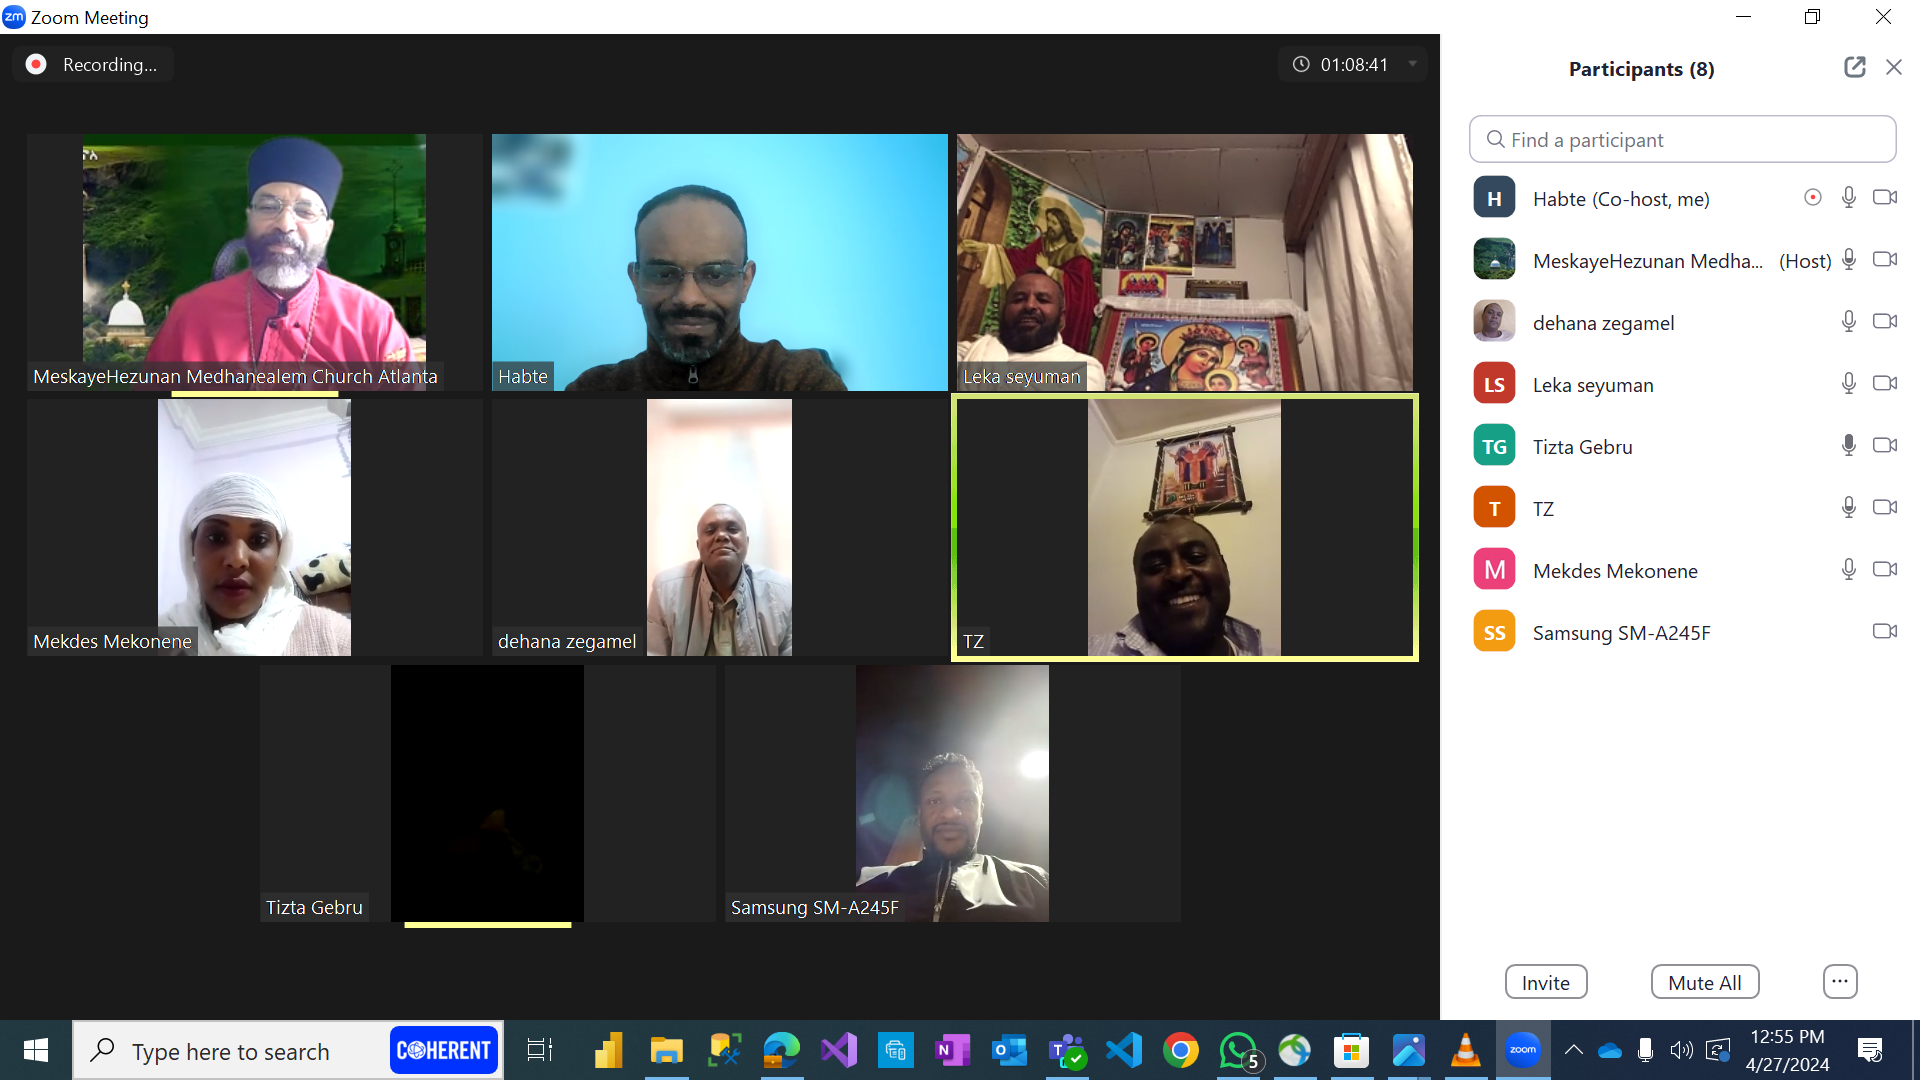 zm Zoom Meeting
Recording...
01:08:41
MeskayeHezunan Medhanealem Church Atlanta
Habte
Leka seyuman
Mekdes Mekonene
dehana zegamel
TZ
Tizta Gebru
Samsung SM-A245F
Participants (8)
Find a participant
H Habte (Co-host, me)
MeskayeHezunan Medha... (Host)
dehana zegamel
LS Leka seyuman
TG Tizta Gebru
T TZ
M Mekdes Mekonene
SS Samsung SM-A245F
Invite Mute All ...
Type here to search
COHERENT
N
O
T
5
zoom
12:55 PM
4/27/2024